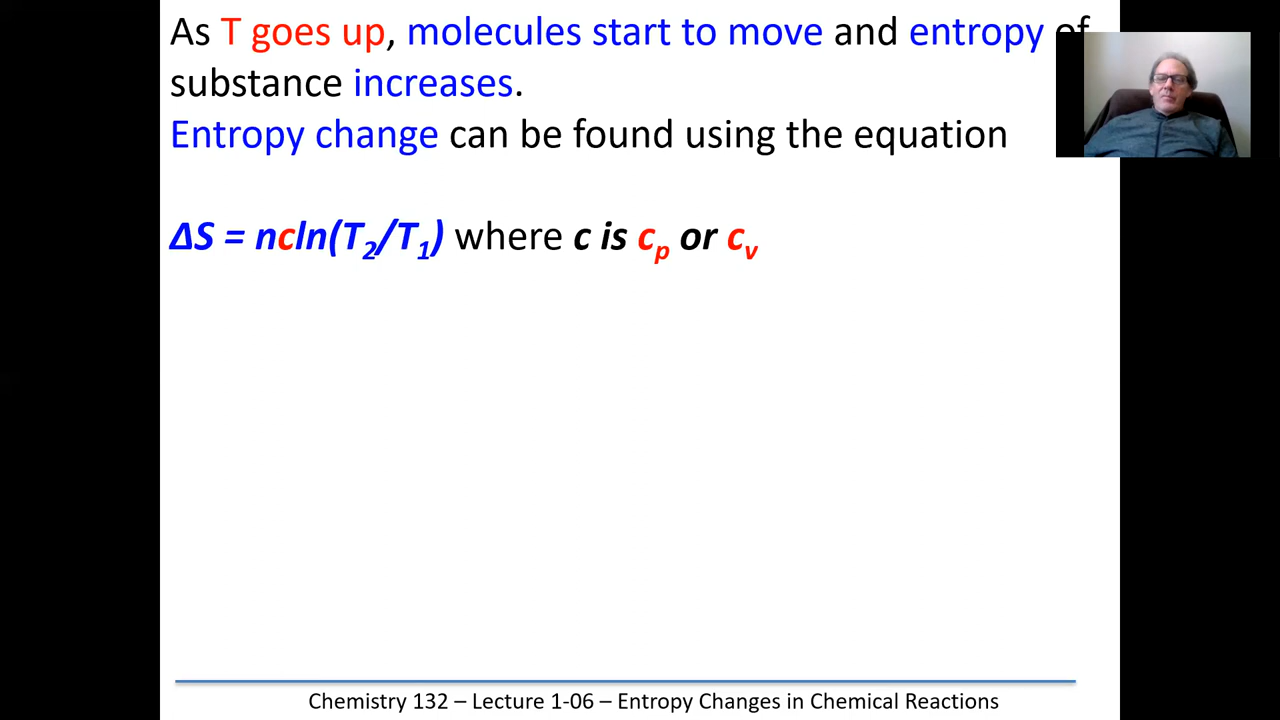 As T goes up, molecules start to move and entropy of
substance increases.
Entropy change can be found using the equation
ΔS = ncln(T₂/T₁) where c is cₚ or cᵥ
Chemistry 132 – Lecture 1-06 – Entropy Changes in Chemical Reactions